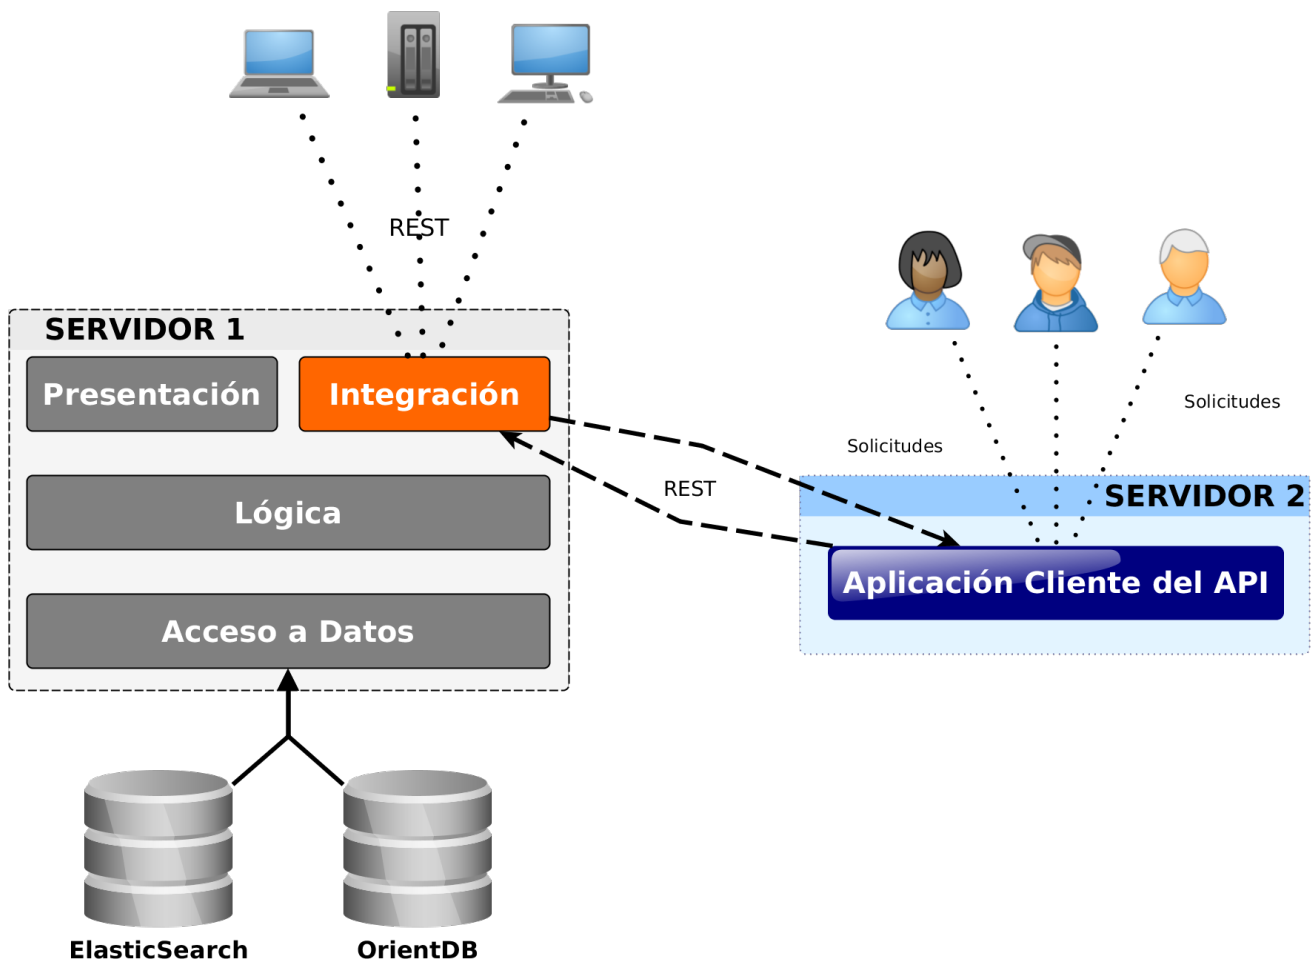 REST
SERVIDOR 1
Presentación
Integración
Lógica
Acceso a Datos
ElasticSearch
OrientDB
REST
Solicitudes
Solicitudes
SERVIDOR 2
Aplicación Cliente del API